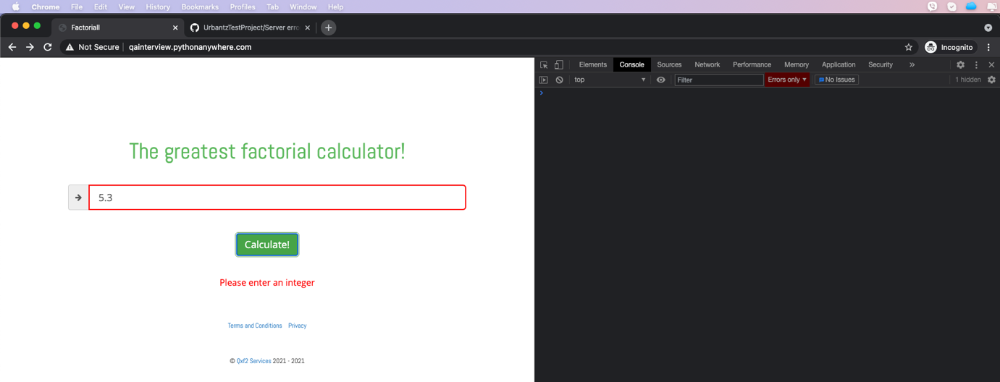 Chrome File Edit View History Bookmarks Profiles Tab Window Help
Factoriall
UrbantzTestProject/Server erro
Not Secure | qainterview.pythonanywhere.com
Incognito
Elements Console Sources Network Performance Memory Application Security »
top Filter Errors only No Issues 1 hidden
The greatest factorial calculator!
5.3
Calculate!
Please enter an integer
Terms and Conditions Privacy
© Qxf2 Services 2021 - 2021